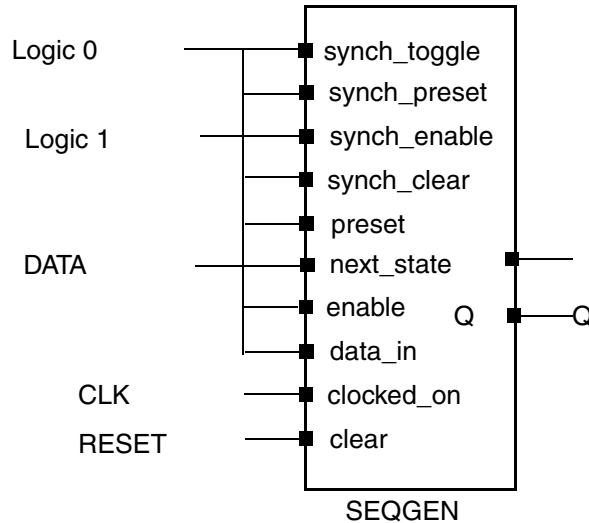 Logic 0
synch_toggle
synch_preset
Logic 1
synch_enable
synch_clear
preset
DATA
next_state
enable
Q
Q
data_in
CLK
clocked_on
RESET
clear
SEQGEN